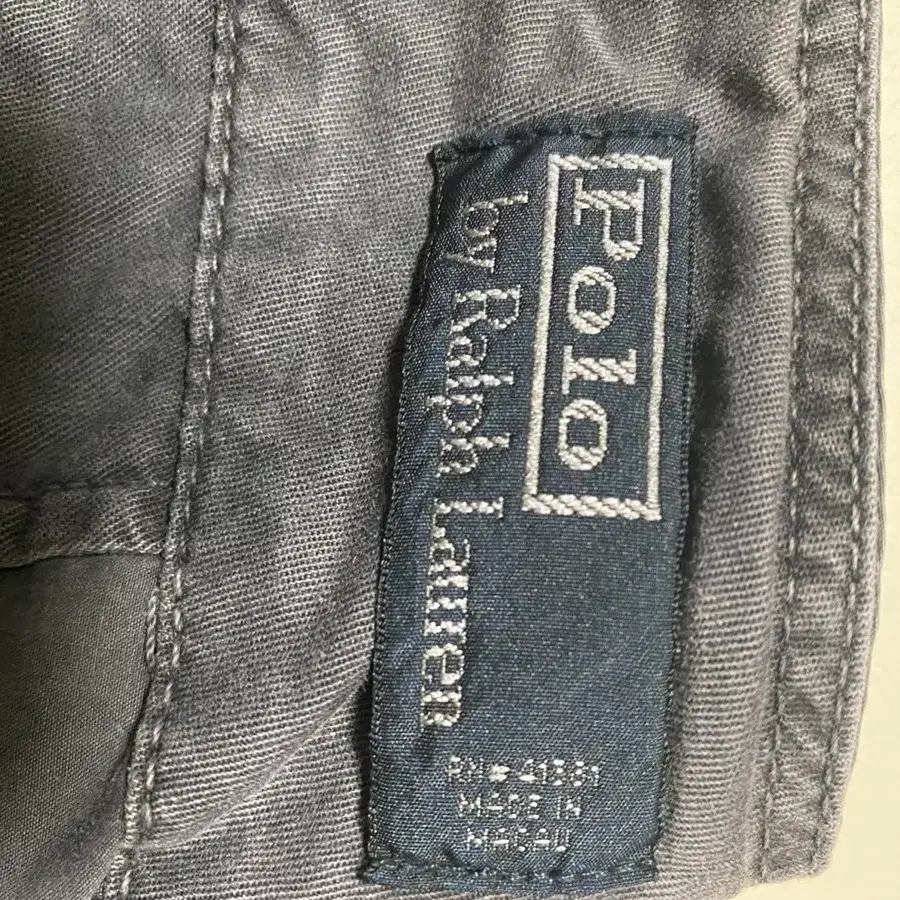 Polo
by Ralph Lauren
RN# 41381
MADE IN
MACAU